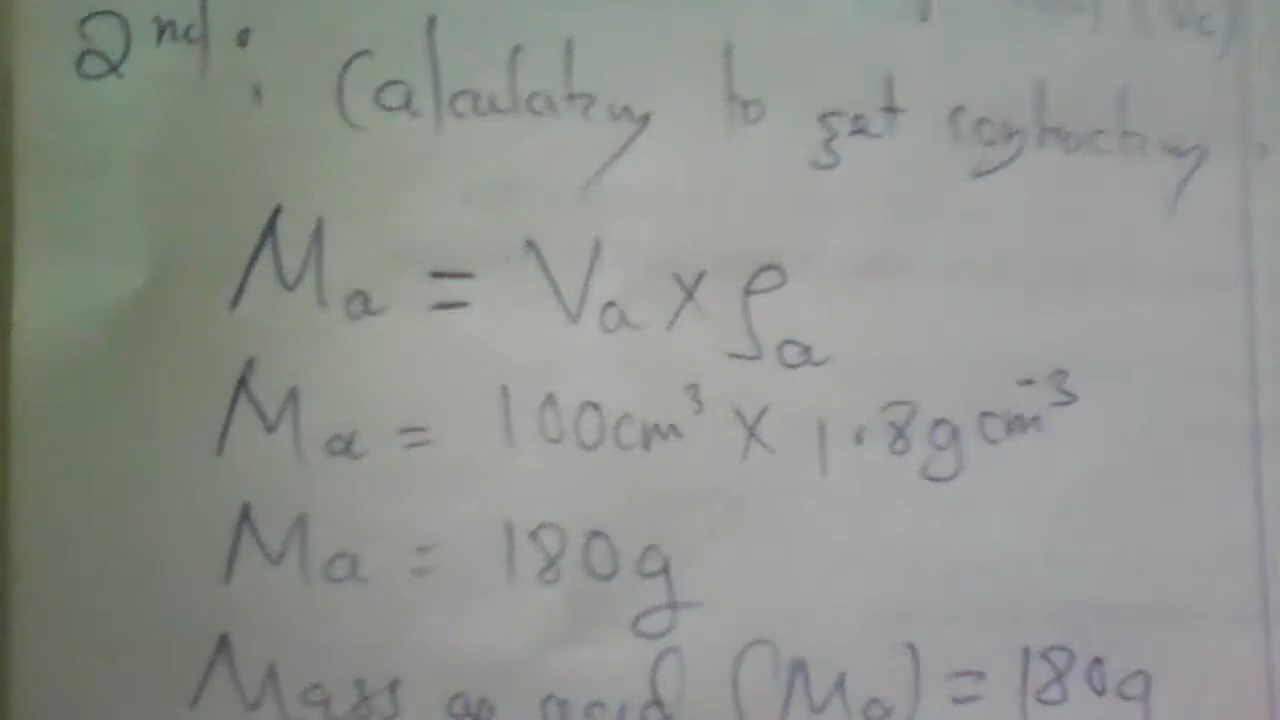 2nd: Calculating to get contraction.
Ma = Va x ρa
Ma = 100cm³ x 1.8g cm⁻³
Ma = 180g
Mass of acid (Ma) = 180g